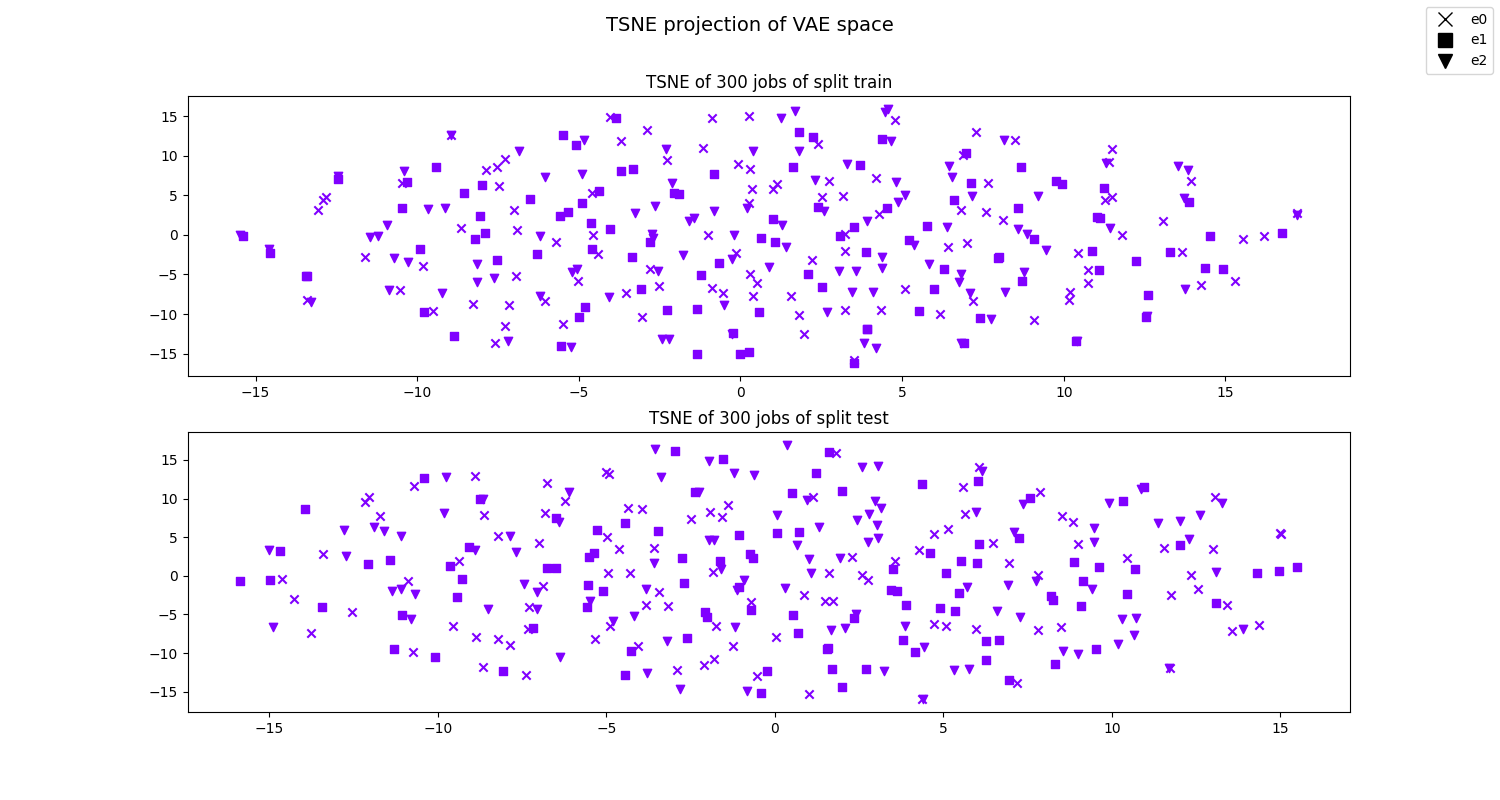 TSNE projection of VAE space
e0
e1
e2
TSNE of 300 jobs of split train
15
10
5
0
−5
−10
−15
−15 −10 −5 0 5 10 15
TSNE of 300 jobs of split test
15
10
5
0
−5
−10
−15
−15 −10 −5 0 5 10 15